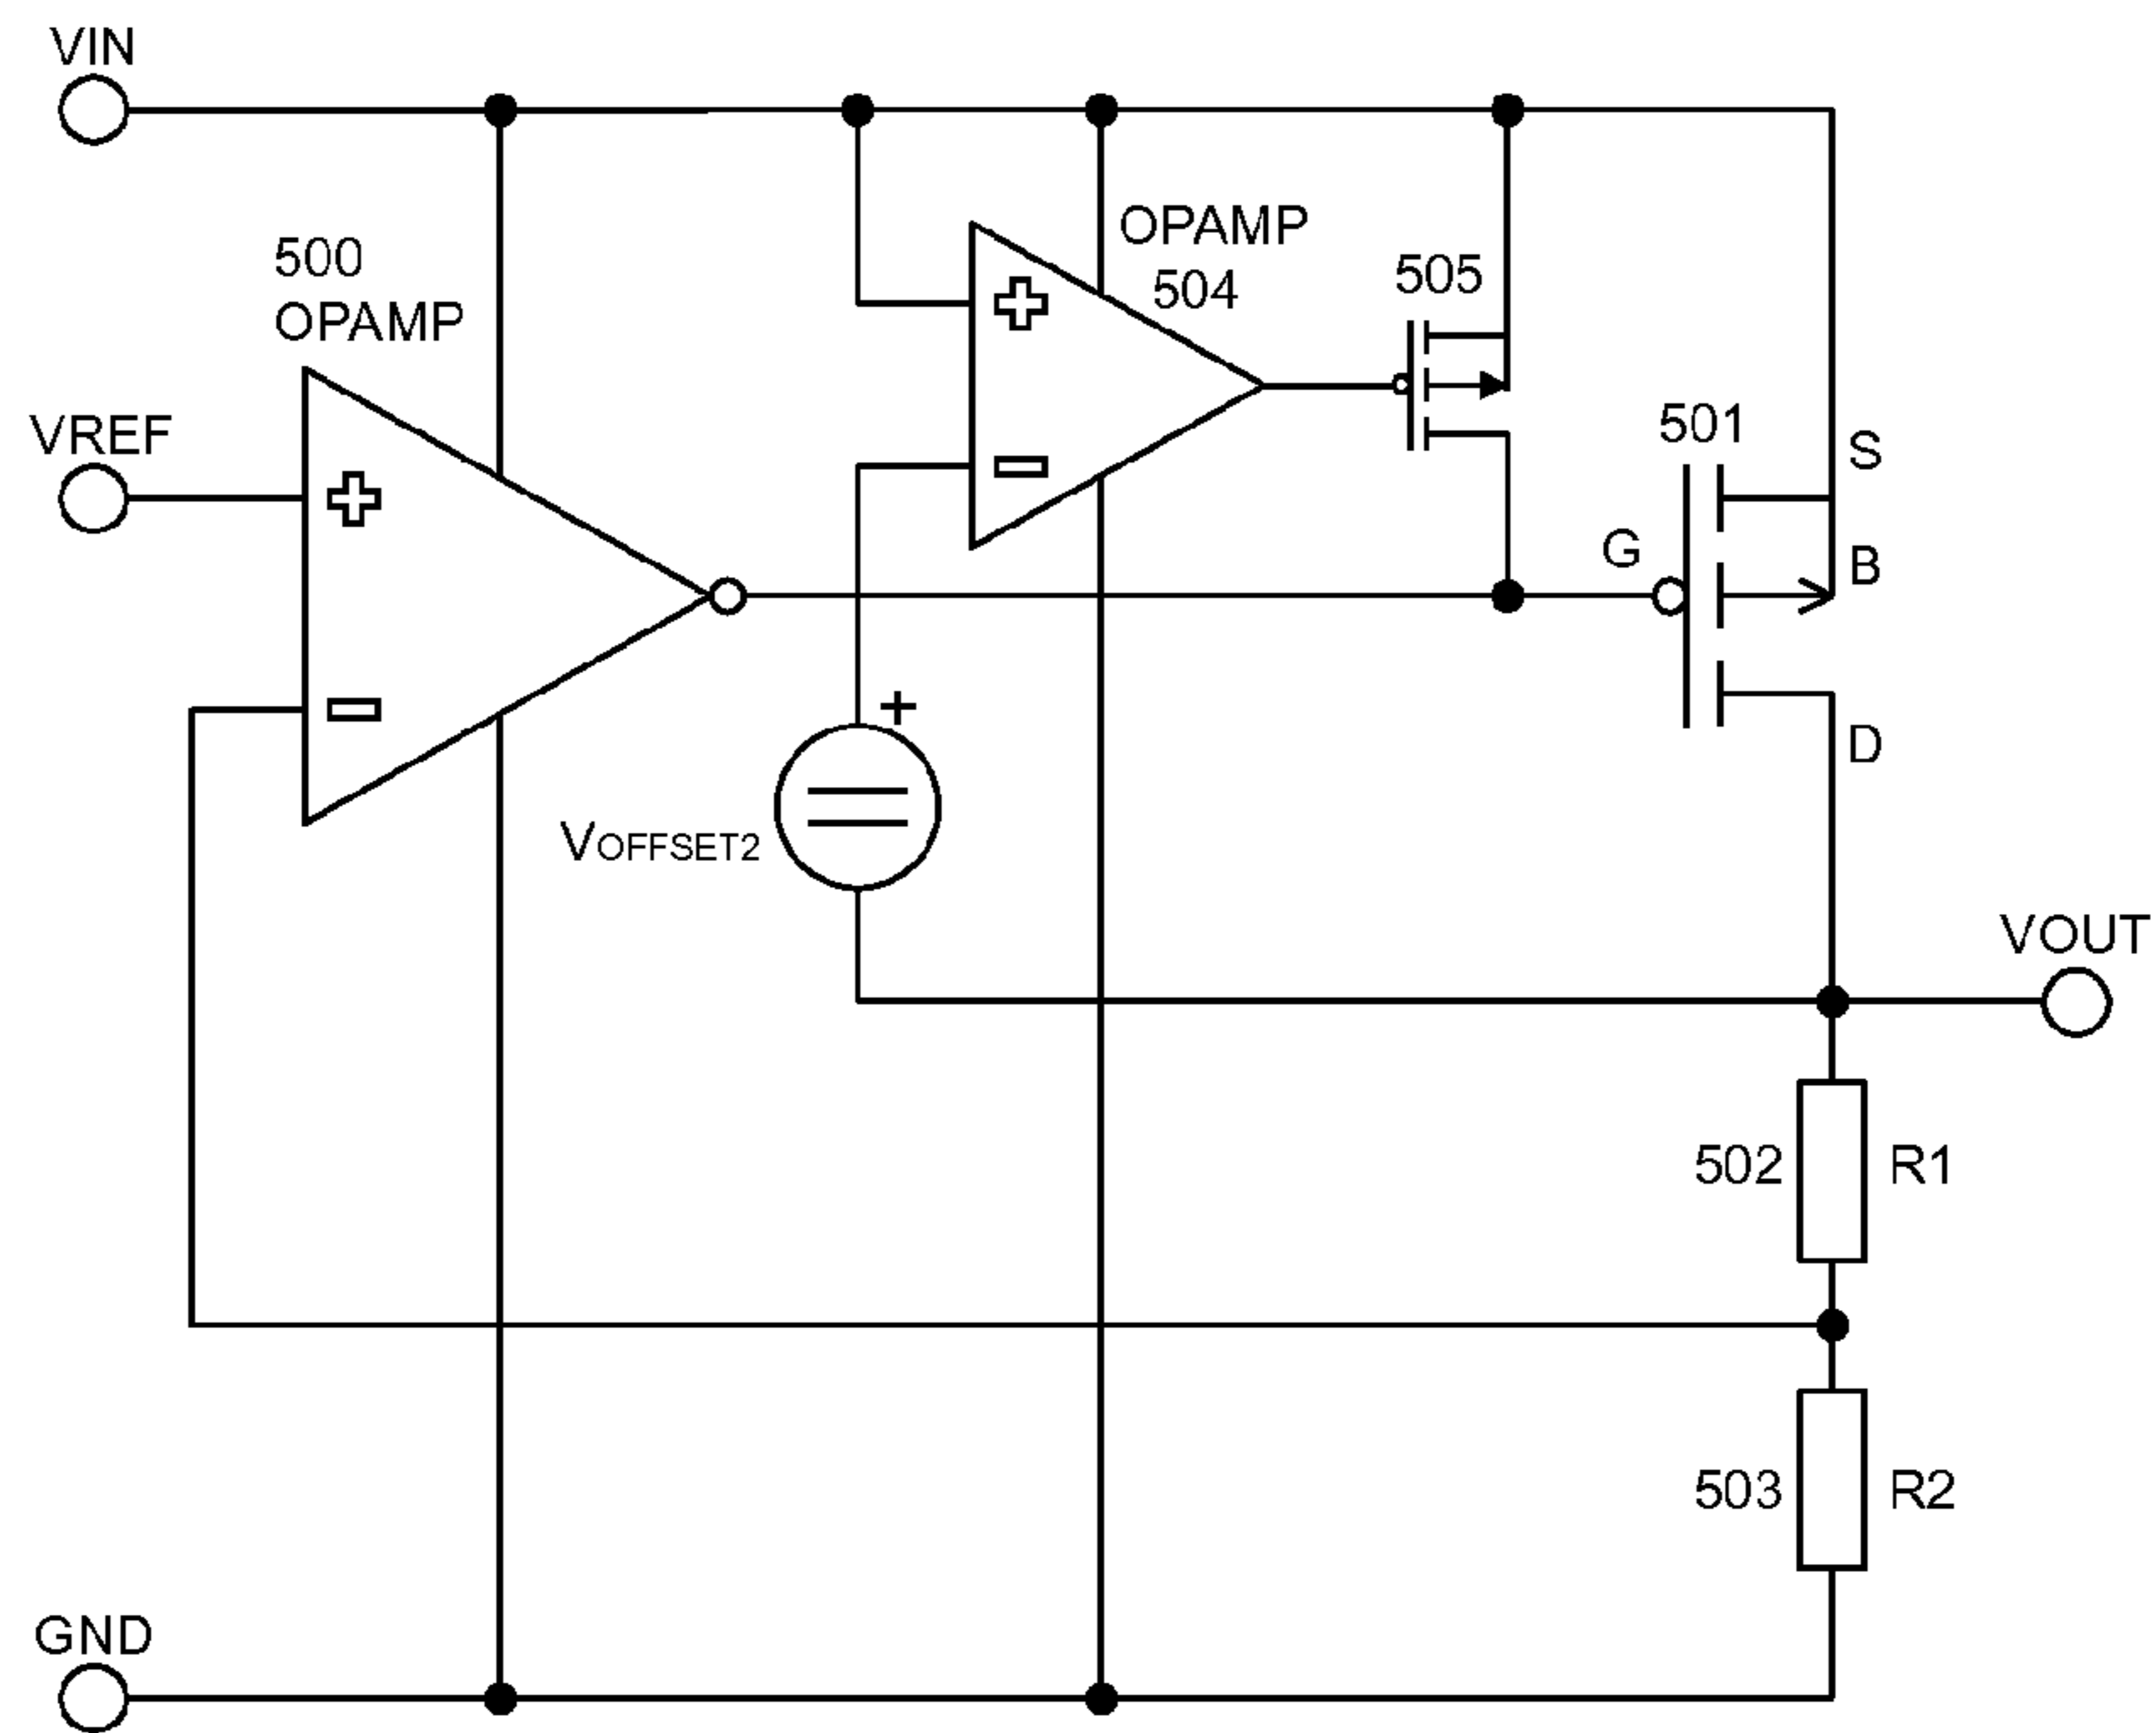 VIN
500
OPAMP
OPAMP
504
505
VREF
501
S
G
B
D
+
VOFFSET2
VOUT
502
R1
503
R2
GND